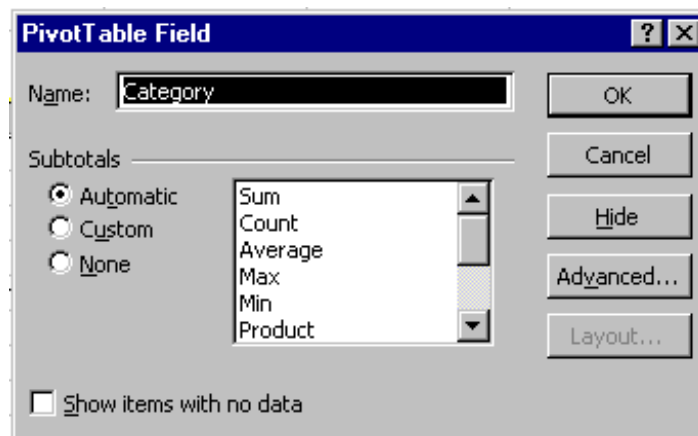 PivotTable Field
Name: Category
OK
Subtotals
Cancel
Automatic
Custom
None
Sum
Count
Average
Max
Min
Product
Hide
Advanced...
Layout...
Show items with no data